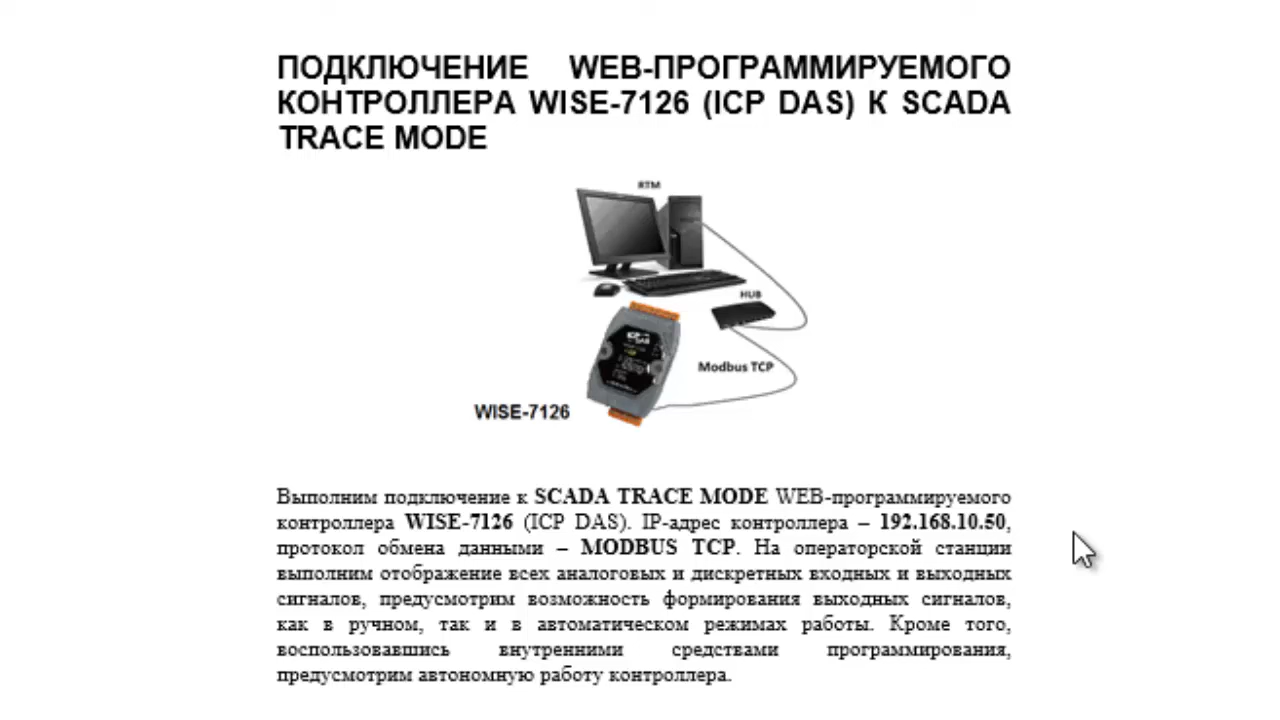 ПОДКЛЮЧЕНИЕ WEB-ПРОГРАММИРУЕМОГО
КОНТРОЛЛЕРА WISE-7126 (ICP DAS) К SCADA
TRACE MODE
RTM
HUB
Modbus TCP
WISE-7126
Выполним подключение к SCADA TRACE MODE WEB-программируемого
контроллера WISE-7126 (ICP DAS). IP-адрес контроллера – 192.168.10.50,
протокол обмена данными – MODBUS TCP. На операторской станции
выполним отображение всех аналоговых и дискретных входных и выходных
сигналов, предусмотрим возможность формирования выходных сигналов,
как в ручном, так и в автоматическом режимах работы. Кроме того,
воспользовавшись внутренними средствами программирования,
предусмотрим автономную работу контроллера.